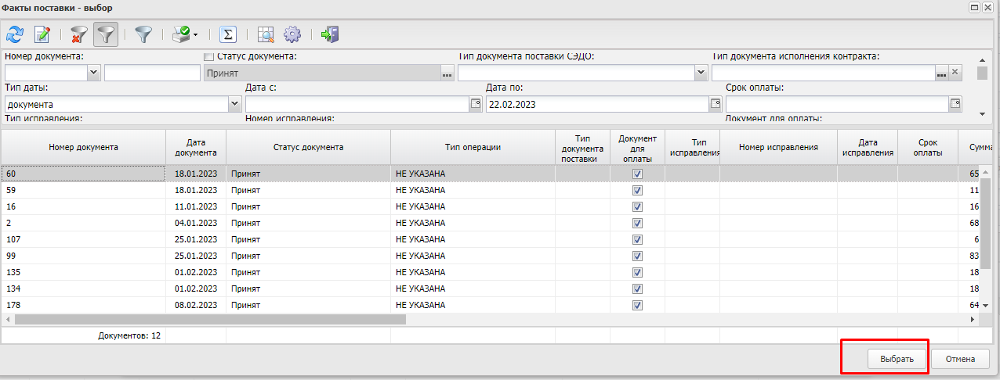 Факты поставки - выбор
Номер документа:
Статус документа:
Тип документа поставки СЭДО:
Тип документа исполнения контракта:
Принят
Тип даты:
Дата с:
Дата по:
Срок оплаты:
документа
22.02.2023
Тип исправления:
Номер исправления:
Документ для оплаты:
Номер документа
Дата документа
Статус документа
Тип операции
Тип документа поставки
Документ для оплаты
Тип исправления
Номер исправления
Дата исправления
Срок оплаты
Сумма
60 18.01.2023 Принят НЕ УКАЗАНА 65
59 18.01.2023 Принят НЕ УКАЗАНА 11
16 11.01.2023 Принят НЕ УКАЗАНА 16
2 04.01.2023 Принят НЕ УКАЗАНА 68
107 25.01.2023 Принят НЕ УКАЗАНА 6
99 25.01.2023 Принят НЕ УКАЗАНА 83
135 01.02.2023 Принят НЕ УКАЗАНА 18
134 01.02.2023 Принят НЕ УКАЗАНА 18
178 08.02.2023 Принят НЕ УКАЗАНА 64
Документов: 12
Выбрать
Отмена